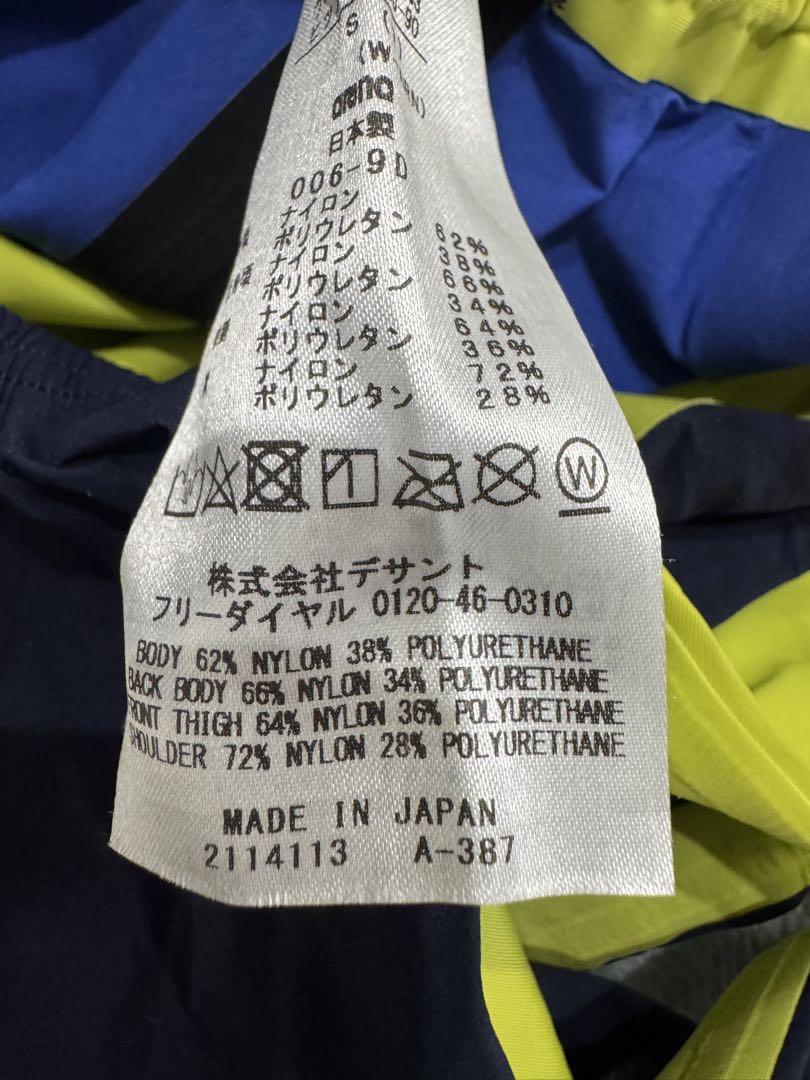 S
arena
日本製
006-9D
ナイロン 62%
ポリウレタン 38%
ナイロン 66%
ポリウレタン 34%
ナイロン 64%
ポリウレタン 36%
ナイロン 72%
ポリウレタン 28%
W
株式会社デサント
フリーダイヤル 0120-46-0310
BODY 62% NYLON 38% POLYURETHANE
BACK BODY 66% NYLON 34% POLYURETHANE
FRONT THIGH 64% NYLON 36% POLYURETHANE
SHOULDER 72% NYLON 28% POLYURETHANE
MADE IN JAPAN
2114113 A-387